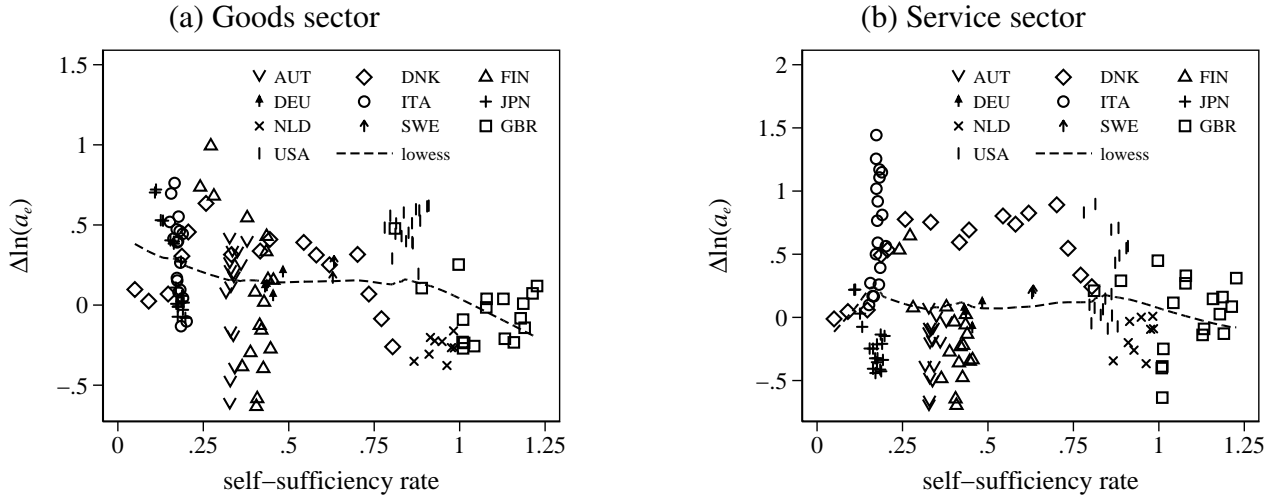 (a) Goods sector
Δln(aₑ)
1.5
1
.5
0
−.5
AUT DNK FIN
DEU ITA JPN
NLD SWE GBR
USA lowess
0 .25 .5 .75 1 1.25
self−sufficiency rate
(b) Service sector
Δln(aₑ)
2
1.5
1
.5
0
−.5
AUT DNK FIN
DEU ITA JPN
NLD SWE GBR
USA lowess
0 .25 .5 .75 1 1.25
self−sufficiency rate